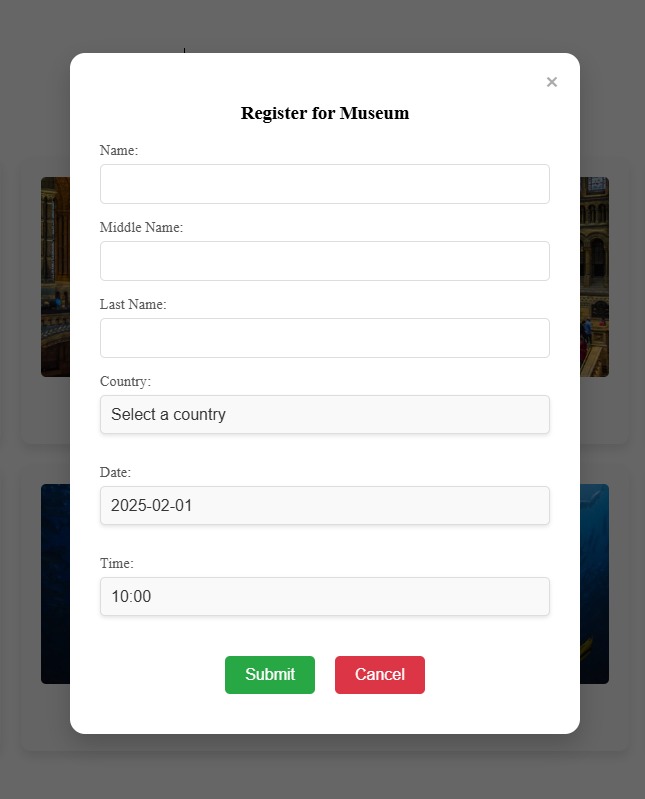 ×
Register for Museum
Name:
Middle Name:
Last Name:
Country:
Select a country
Date:
2025-02-01
Time:
10:00
Submit Cancel